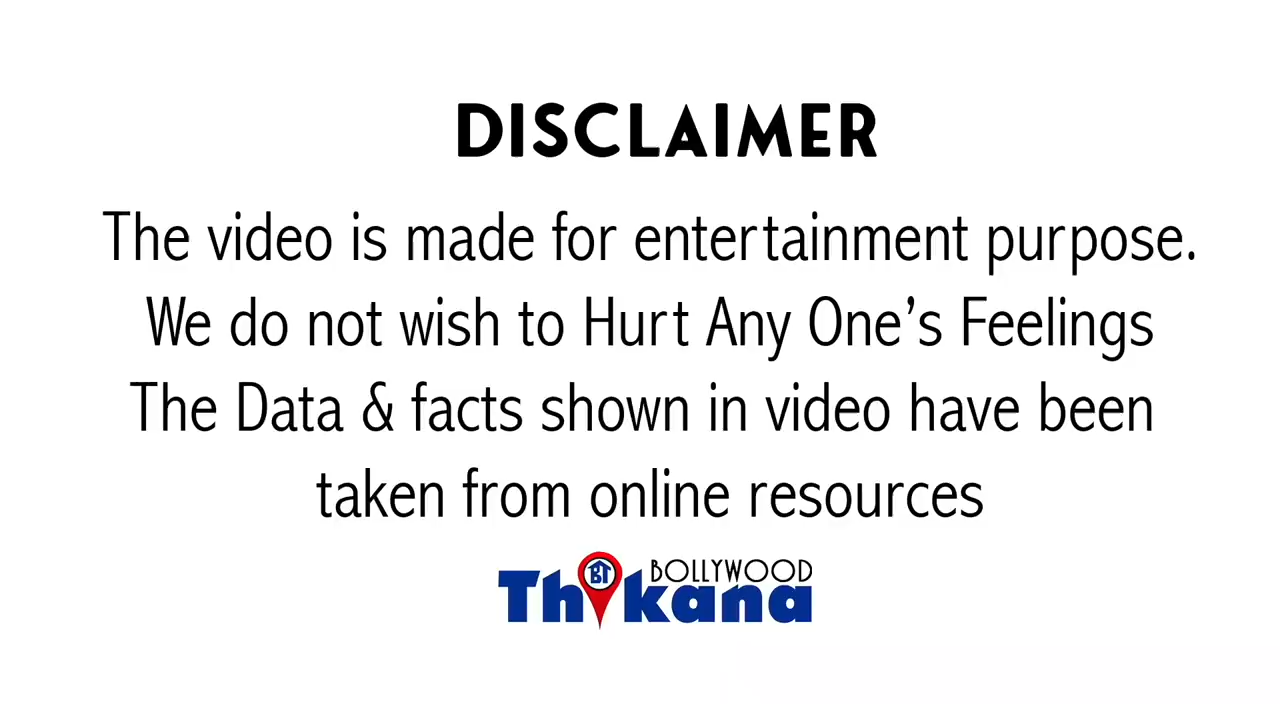 DISCLAIMER
The video is made for entertainment purpose.
We do not wish to Hurt Any One's Feelings
The Data & facts shown in video have been
taken from online resources
BT BOLLYWOOD
Thikana